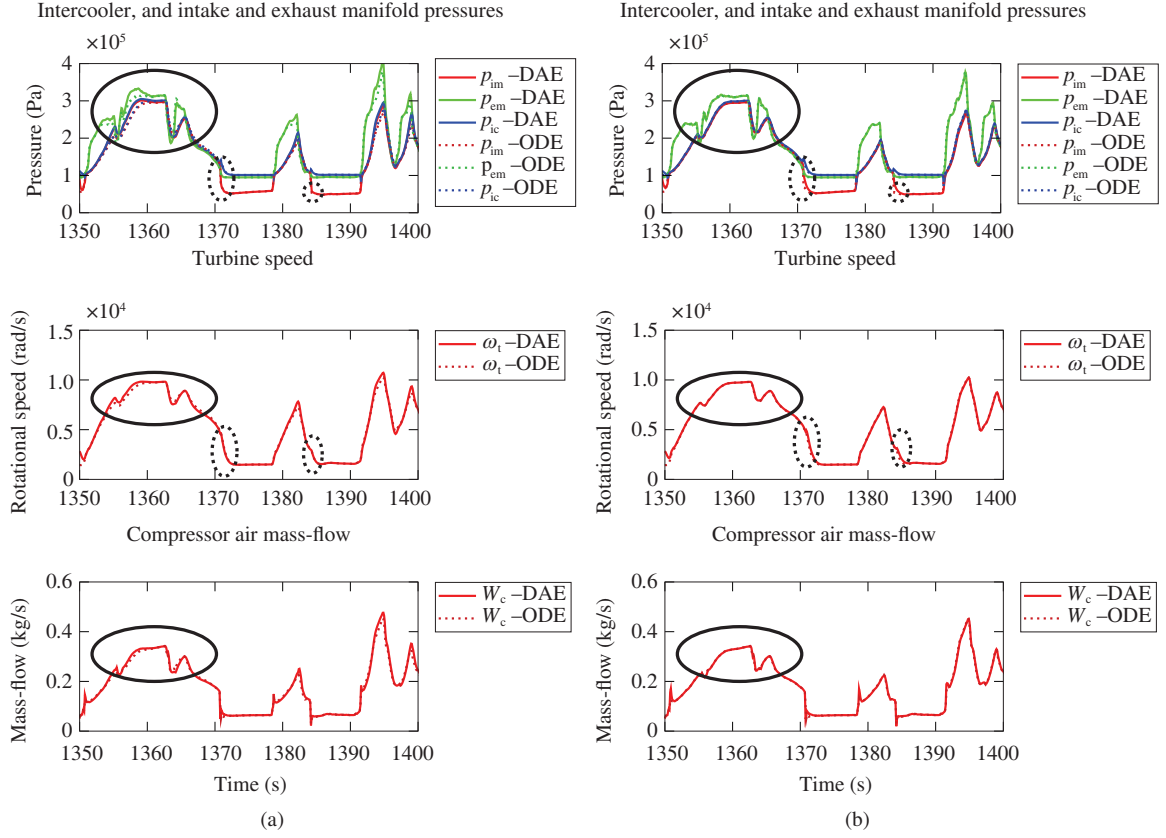 Intercooler, and intake and exhaust manifold pressures
×10⁵
Pressure (Pa)
4
3
2
1
0
1350 1360 1370 1380 1390 1400
Turbine speed
p_im –DAE
p_em –DAE
p_ic –DAE
p_im –ODE
p_em –ODE
p_ic –ODE
×10⁴
Rotational speed (rad/s)
1.5
1.0
0.5
0
1350 1360 1370 1380 1390 1400
Compressor air mass-flow
ω_t –DAE
ω_t –ODE
Mass-flow (kg/s)
0.6
0.4
0.2
0
1350 1360 1370 1380 1390 1400
Time (s)
W_c –DAE
W_c –ODE
(a)
Intercooler, and intake and exhaust manifold pressures
×10⁵
Pressure (Pa)
4
3
2
1
0
1350 1360 1370 1380 1390 1400
Turbine speed
p_im –DAE
p_em –DAE
p_ic –DAE
p_im –ODE
p_em –ODE
p_ic –ODE
×10⁴
Rotational speed (rad/s)
1.5
1.0
0.5
0
1350 1360 1370 1380 1390 1400
Compressor air mass-flow
ω_t –DAE
ω_t –ODE
Mass-flow (kg/s)
0.6
0.4
0.2
0
1350 1360 1370 1380 1390 1400
Time (s)
W_c –DAE
W_c –ODE
(b)